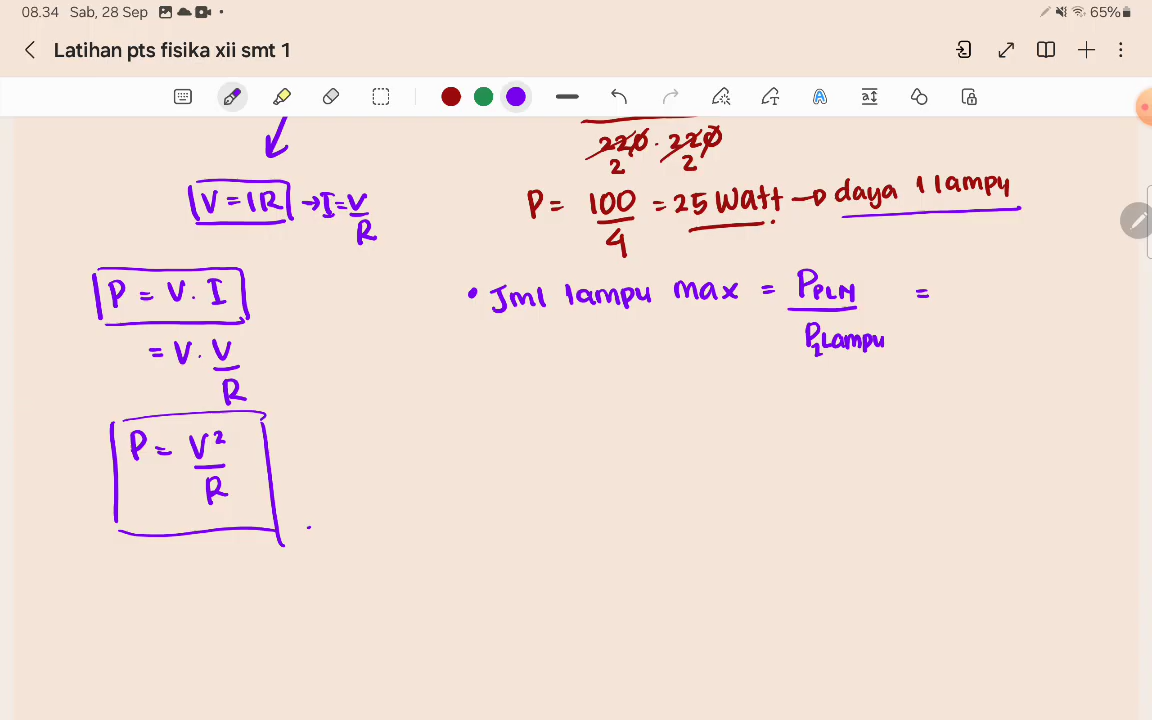 08.34 Sab, 28 Sep
65%
Latihan pts fisika xii smt 1
V = IR → I = V/R
P = V . I
= V . V/R
P = V²/R
220 . 220
2 2
P = 100/4 = 25 Watt → daya 1 lampu
• Jml lampu max = P PLN / P 1 Lampu =